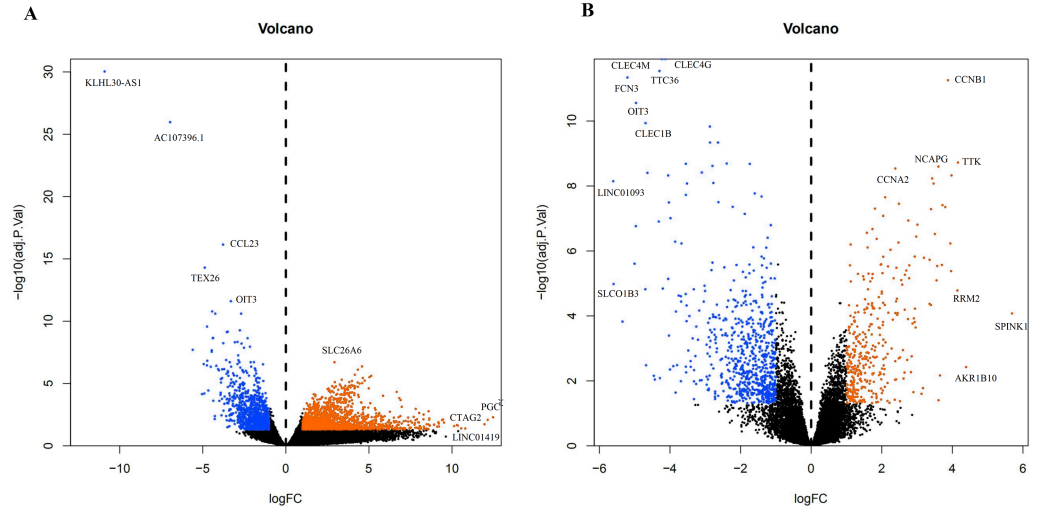 A
Volcano
30
25
20
15
10
5
0
−log10(adj.P.Val)
KLHL30-AS1
AC107396.1
CCL23
TEX26
OIT3
SLC26A6
PGC
CTAG2
LINC01419
−10
−5
0
5
10
logFC
B
Volcano
10
8
6
4
2
0
−log10(adj.P.Val)
CLEC4M
CLEC4G
TTC36
FCN3
OIT3
CLEC1B
LINC01093
SLCO1B3
CCNB1
NCAPG
TTK
CCNA2
RRM2
SPINK1
AKR1B10
−6
−4
−2
0
2
4
6
logFC